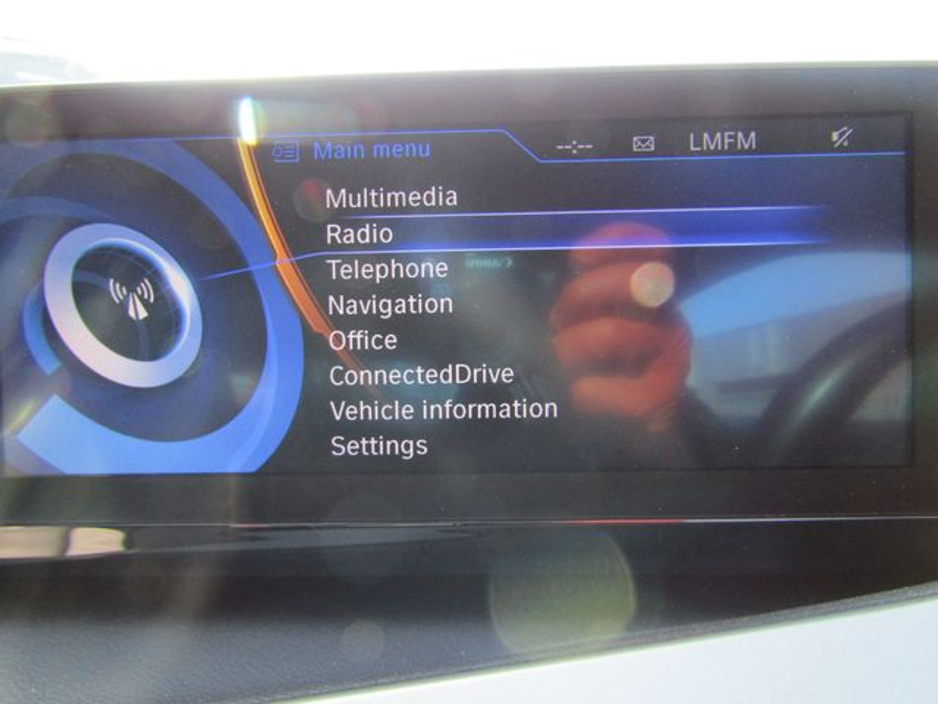 Main menu --:-- LMFM
Multimedia
Radio
Telephone
Navigation
Office
ConnectedDrive
Vehicle information
Settings